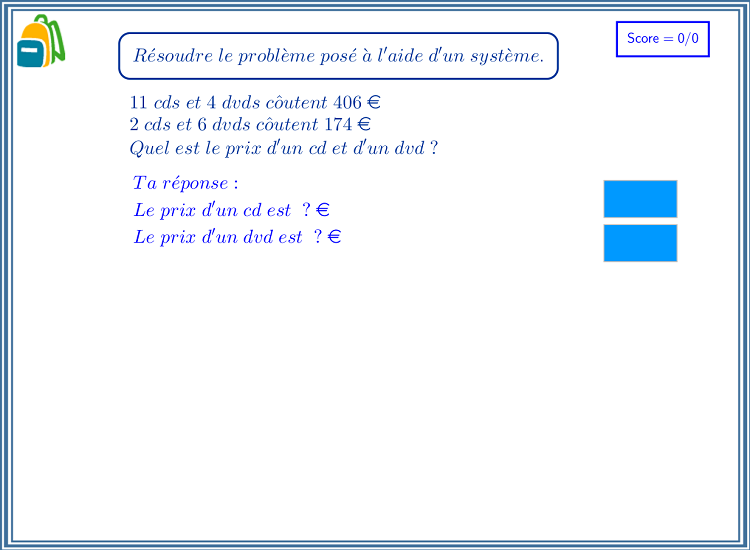 Résoudre le problème posé à l'aide d'un système.
Score = 0/0
11 cds et 4 dvds côutent 406 €
2 cds et 6 dvds côutent 174 €
Quel est le prix d'un cd et d'un dvd ?
Ta réponse :
Le prix d'un cd est ? €
Le prix d'un dvd est ? €